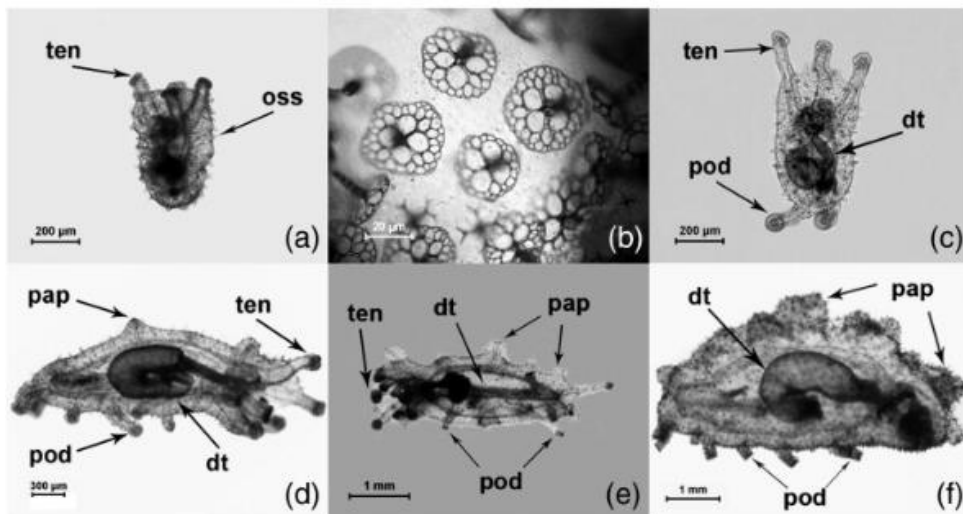 ten
oss
200 µm
(a)
20 µm
(b)
ten
dt
pod
200 µm
(c)
pap
ten
pod
dt
300 µm
(d)
ten
dt
pap
pod
1 mm
(e)
dt
pap
pod
1 mm
(f)